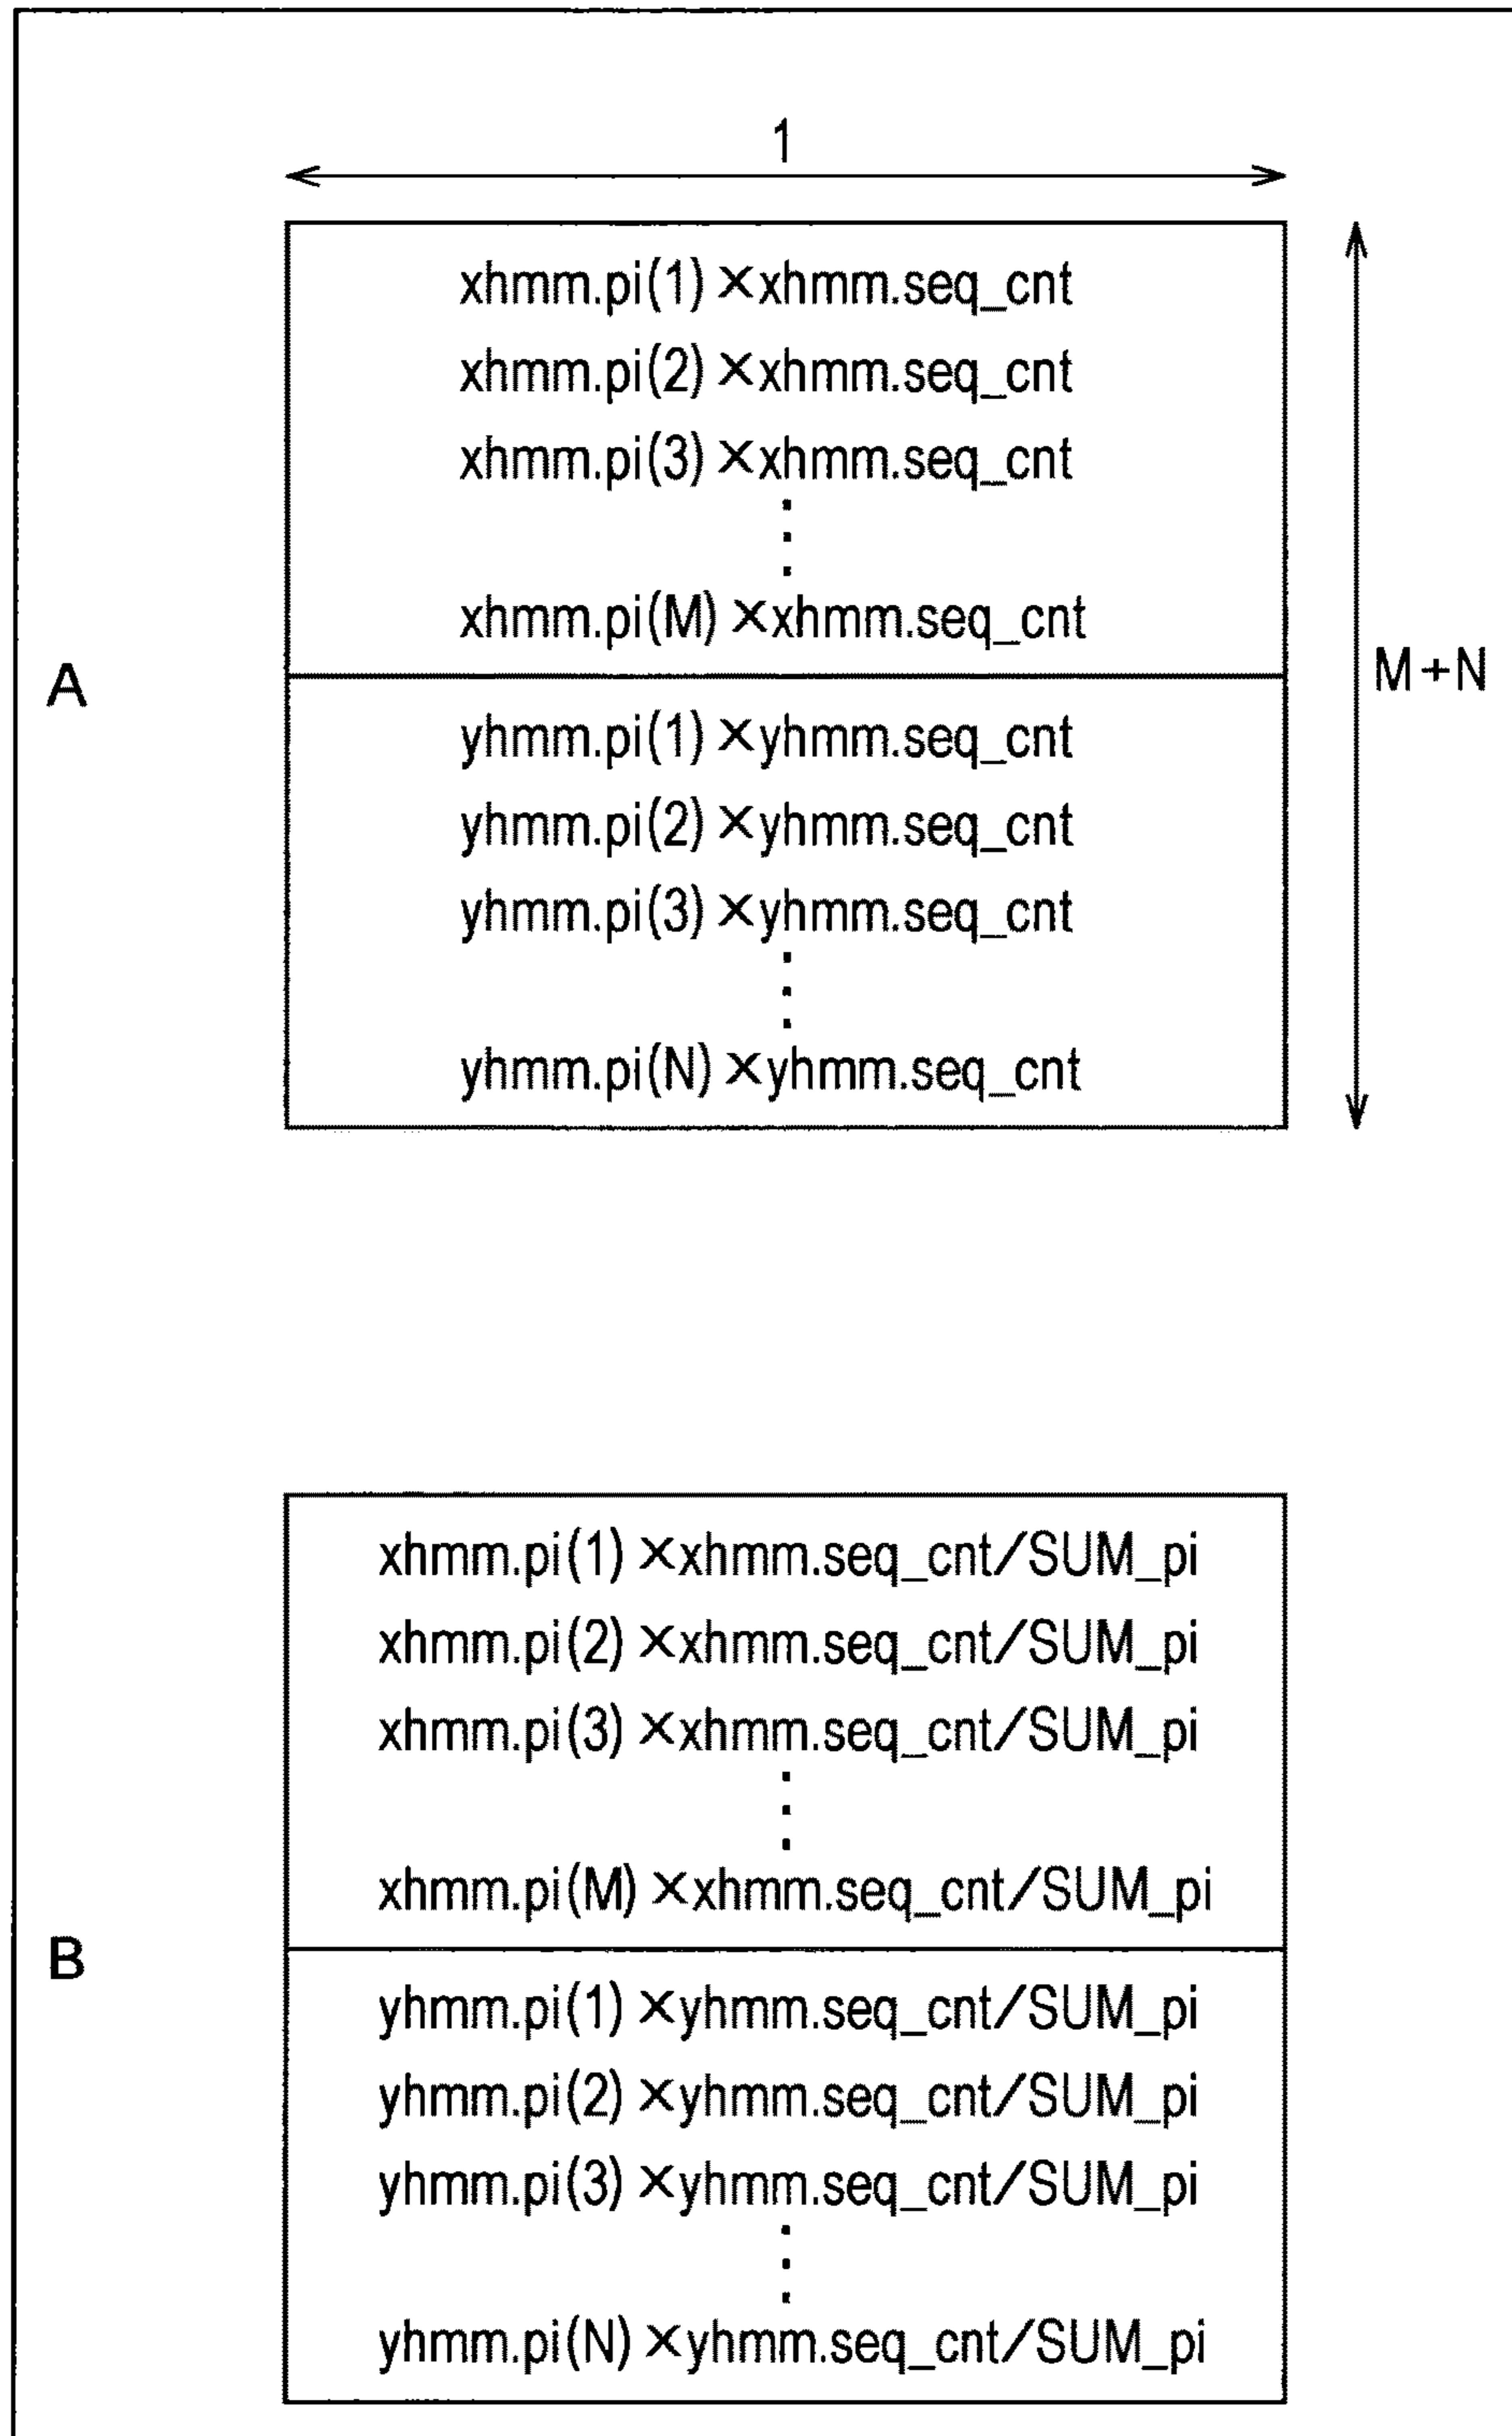 1
xhmm.pi(1)×xhmm.seq_cnt
xhmm.pi(2)×xhmm.seq_cnt
xhmm.pi(3)×xhmm.seq_cnt
⋮
xhmm.pi(M)×xhmm.seq_cnt
A
M+N
yhmm.pi(1)×yhmm.seq_cnt
yhmm.pi(2)×yhmm.seq_cnt
yhmm.pi(3)×yhmm.seq_cnt
⋮
yhmm.pi(N)×yhmm.seq_cnt
xhmm.pi(1)×xhmm.seq_cnt/SUM_pi
xhmm.pi(2)×xhmm.seq_cnt/SUM_pi
xhmm.pi(3)×xhmm.seq_cnt/SUM_pi
⋮
xhmm.pi(M)×xhmm.seq_cnt/SUM_pi
B
yhmm.pi(1)×yhmm.seq_cnt/SUM_pi
yhmm.pi(2)×yhmm.seq_cnt/SUM_pi
yhmm.pi(3)×yhmm.seq_cnt/SUM_pi
⋮
yhmm.pi(N)×yhmm.seq_cnt/SUM_pi